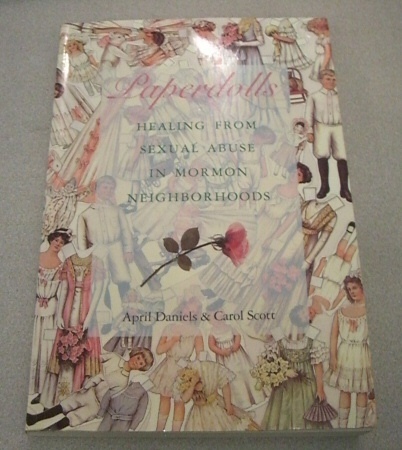 Paperdolls
HEALING FROM
SEXUAL ABUSE
IN MORMON
NEIGHBORHOODS
April Daniels & Carol Scott